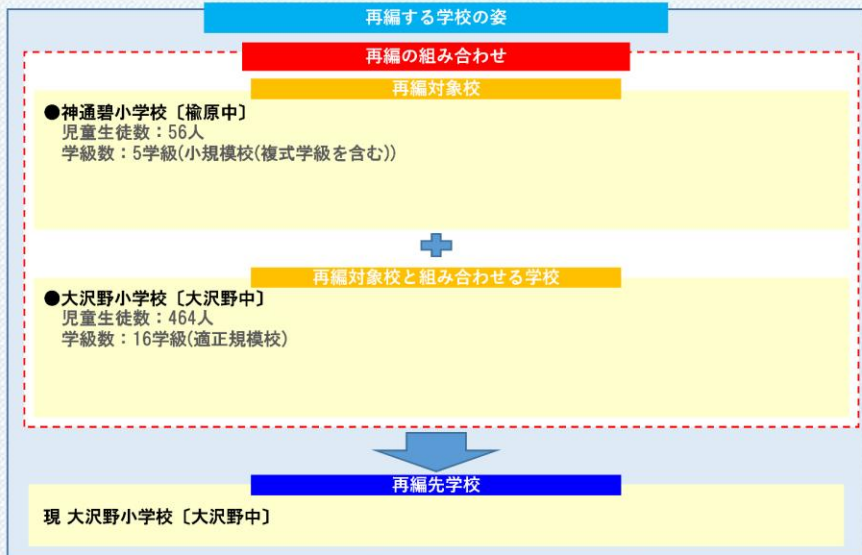 再編する学校の姿
再編の組み合わせ
再編対象校
●神通碧小学校〔楡原中〕
児童生徒数：56人
学級数：5学級(小規模校(複式学級を含む))
再編対象校と組み合わせる学校
●大沢野小学校〔大沢野中〕
児童生徒数：464人
学級数：16学級(適正規模校)
再編先学校
現 大沢野小学校〔大沢野中〕